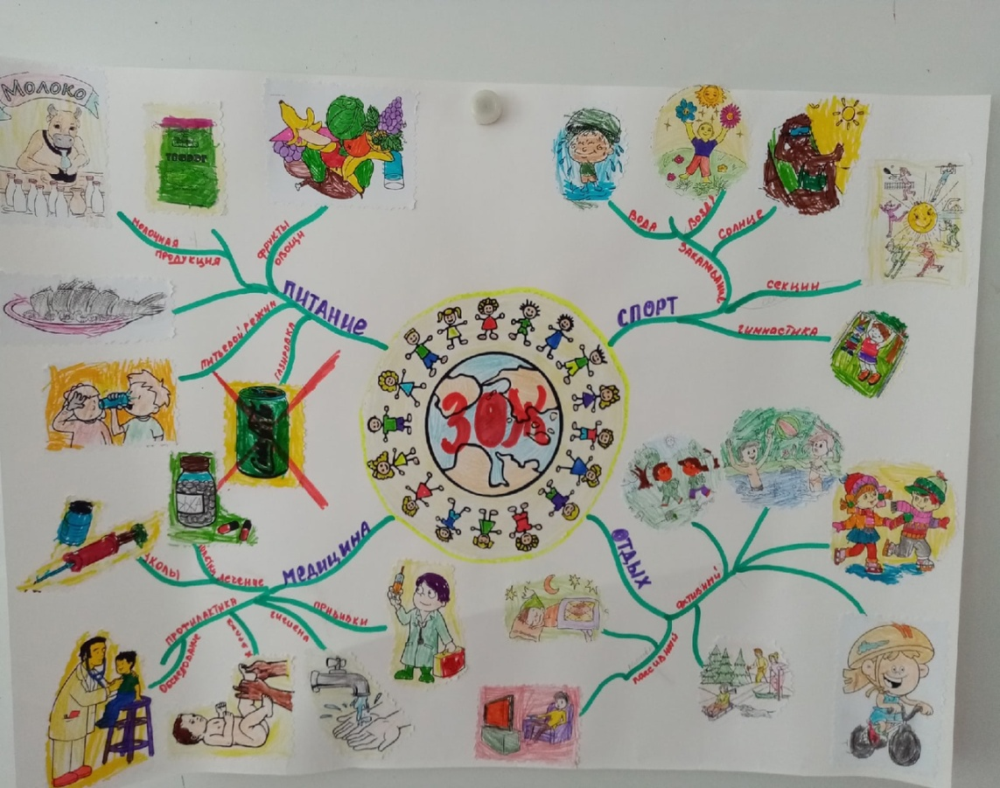 МОЛОКО
ТВОРОГ
МОЛОЧНАЯ
ПРОДУКЦИЯ
ФРУКТЫ
ОВОЩИ
ПИТАНИЕ
ПИТЬЕВОЙ РЕЖИМ
ГАЗИРОВКА
ВОДА
ВОЗДУХ
СОЛНЦЕ
ЗАКАЛИВАНИЕ
СПОРТ
СЕКЦИИ
ГИМНАСТИКА
ЗОЖ
МЕДИЦИНА
УКОЛЫ
ЛЕЧЕНИЕ
ПРОФИЛАКТИКА
ПРИВИВКИ
ГИГИЕНА
ОТДЫХ
АКТИВНЫЙ
ПАССИВНЫЙ